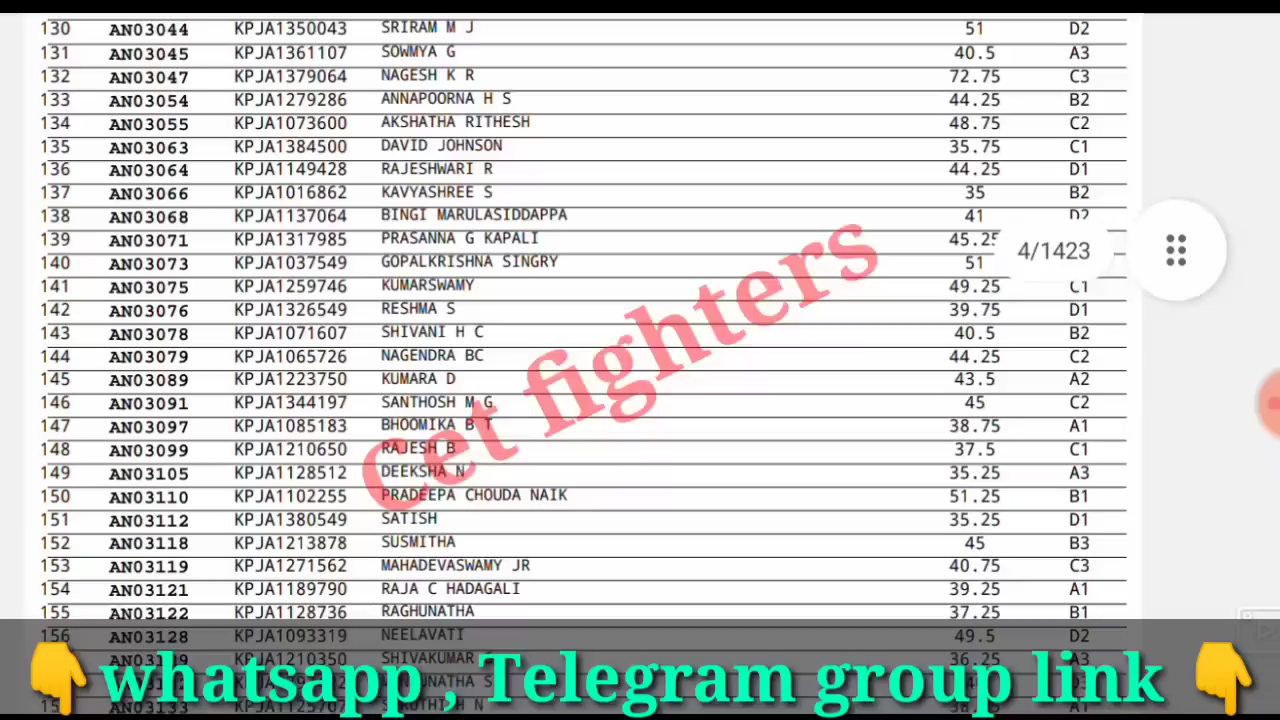 130 AN03044 KPJA1350043 SRIRAM M J 51 D2
131 AN03045 KPJA1361107 SOWMYA G 40.5 A3
132 AN03047 KPJA1379064 NAGESH K R 72.75 C3
133 AN03054 KPJA1279286 ANNAPOORNA H S 44.25 B2
134 AN03055 KPJA1073600 AKSHATHA RITHESH 48.75 C2
135 AN03063 KPJA1384500 DAVID JOHNSON 35.75 C1
136 AN03064 KPJA1149428 RAJESHWARI R 44.25 D1
137 AN03066 KPJA1016862 KAVYASHREE S 35 B2
138 AN03068 KPJA1137064 BINGI MARULASIDDAPPA 41 D2
139 AN03071 KPJA1317985 PRASANNA G KAPALI 45.25
4/1423
140 AN03073 KPJA1037549 GOPALKRISHNA SINGRY 51
141 AN03075 KPJA1259746 KUMARSWAMY 49.25 C1
142 AN03076 KPJA1326549 RESHMA S 39.75 D1
143 AN03078 KPJA1071607 SHIVANI H C 40.5 B2
144 AN03079 KPJA1065726 NAGENDRA BC 44.25 C2
145 AN03089 KPJA1223750 KUMARA D 43.5 A2
146 AN03091 KPJA1344197 SANTHOSH M G 45 C2
147 AN03097 KPJA1085183 BHOOMIKA B T 38.75 A1
148 AN03099 KPJA1210650 RAJESH B 37.5 C1
149 AN03105 KPJA1128512 DEEKSHA N 35.25 A3
150 AN03110 KPJA1102255 PRADEEPA CHOUDA NAIK 51.25 B1
151 AN03112 KPJA1380549 SATISH 35.25 D1
152 AN03118 KPJA1213878 SUSMITHA 45 B3
153 AN03119 KPJA1271562 MAHADEVASWAMY JR 40.75 C3
154 AN03121 KPJA1189790 RAJA C HADAGALI 39.25 A1
155 AN03122 KPJA1128736 RAGHUNATHA 37.25 B1
156 AN03128 KPJA1093319 NEELAVATI 49.5 D2
KPJA1210350 SHIVAKUMAR 36.25 A3
Cet fighters
whatsapp , Telegram group link